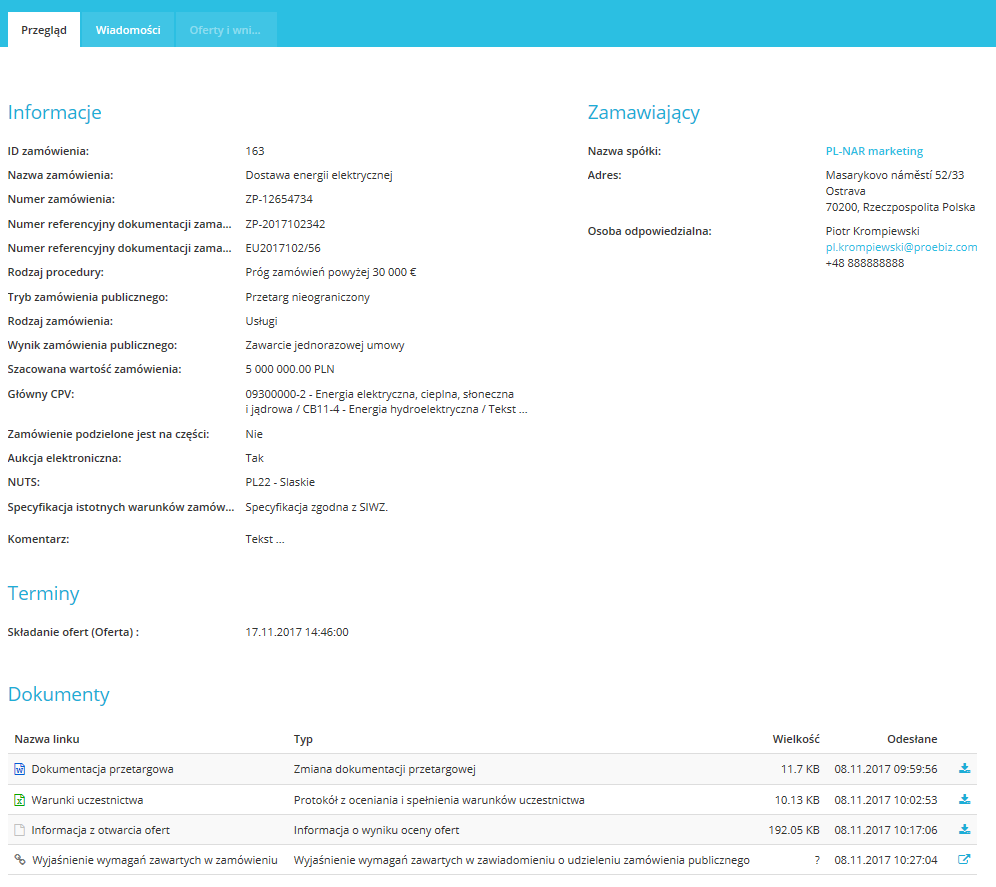 Przegląd Wiadomości Oferty i wni...
Informacje
ID zamówienia: 163
Nazwa zamówienia: Dostawa energii elektrycznej
Numer zamówienia: ZP-12654734
Numer referencyjny dokumentacji zama... ZP-2017102342
Numer referencyjny dokumentacji zama... EU2017102/56
Rodzaj procedury: Próg zamówień powyżej 30 000 €
Tryb zamówienia publicznego: Przetarg nieograniczony
Rodzaj zamówienia: Usługi
Wynik zamówienia publicznego: Zawarcie jednorazowej umowy
Szacowana wartość zamówienia: 5 000 000.00 PLN
Główny CPV: 09300000-2 - Energia elektryczna, cieplna, słoneczna
i jądrowa / CB11-4 - Energia hydroelektryczna / Tekst ...
Zamówienie podzielone jest na części: Nie
Aukcja elektroniczna: Tak
NUTS: PL22 - Slaskie
Specyfikacja istotnych warunków zamów... Specyfikacja zgodna z SIWZ.
Komentarz: Tekst ...
Zamawiający
Nazwa spółki: PL-NAR marketing
Adres: Masarykovo náměstí 52/33
Ostrava
70200, Rzeczpospolita Polska
Osoba odpowiedzialna: Piotr Krompiewski
pl.krompiewski@proebiz.com
+48 888888888
Terminy
Składanie ofert (Oferta) : 17.11.2017 14:46:00
Dokumenty
Nazwa linku Typ Wielkość Odesłane
Dokumentacja przetargowa Zmiana dokumentacji przetargowej 11.7 KB 08.11.2017 09:59:56
Warunki uczestnictwa Protokół z oceniania i spełnienia warunków uczestnictwa 10.13 KB 08.11.2017 10:02:53
Informacja z otwarcia ofert Informacja o wyniku oceny ofert 192.05 KB 08.11.2017 10:17:06
Wyjaśnienie wymagań zawartych w zamówieniu Wyjaśnienie wymagań zawartych w zawiadomieniu o udzieleniu zamówienia publicznego ? 08.11.2017 10:27:04